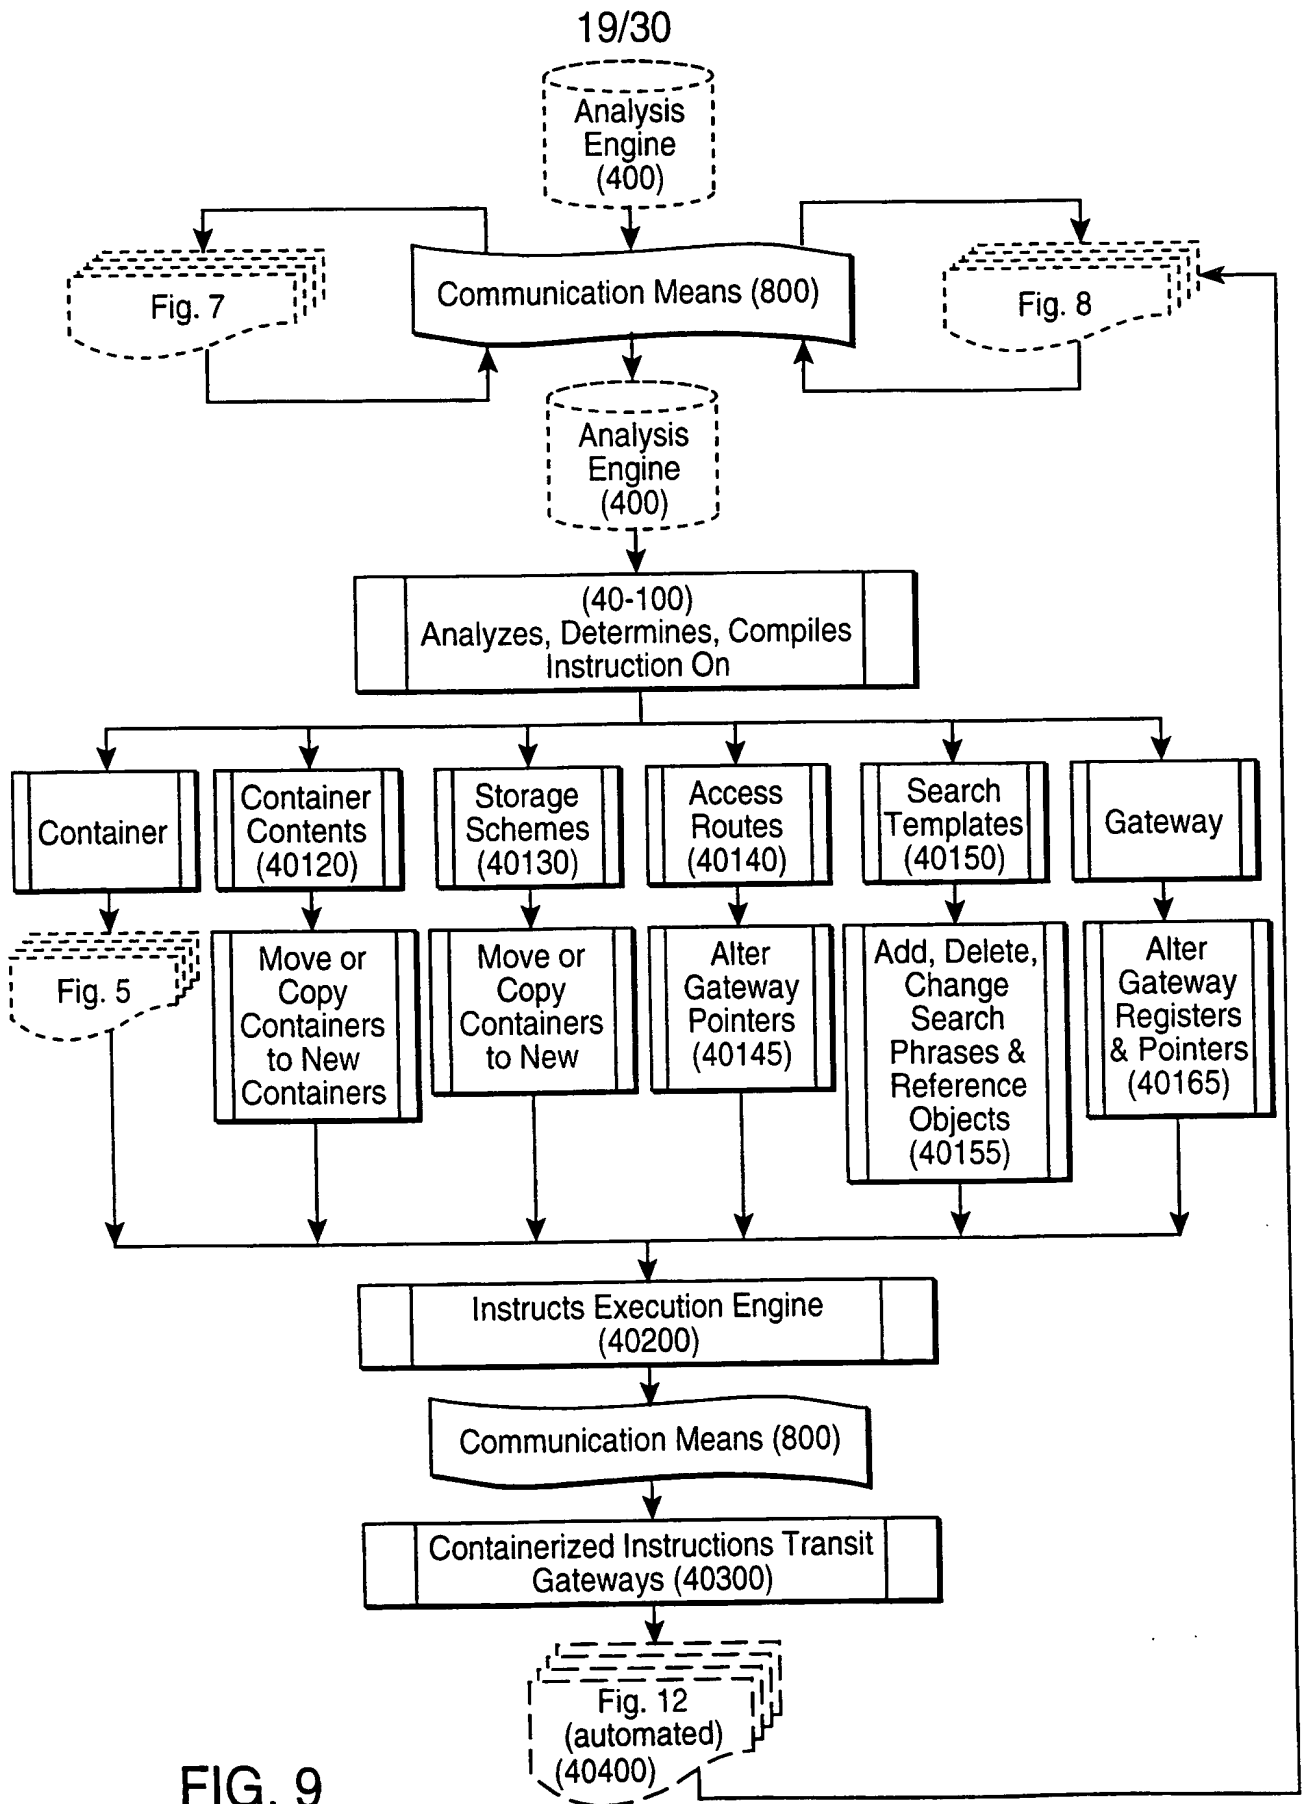 19/30
Analysis
Engine
(400)
Fig. 7
Communication Means (800)
Fig. 8
Analysis
Engine
(400)
(40-100)
Analyzes, Determines, Compiles
Instruction On
Container
Container
Contents
(40120)
Storage
Schemes
(40130)
Access
Routes
(40140)
Search
Templates
(40150)
Gateway
Fig. 5
Move or
Copy
Containers
to New
Containers
Move or
Copy
Containers
to New
Alter
Gateway
Pointers
(40145)
Add, Delete,
Change
Search
Phrases &
Reference
Objects
(40155)
Alter
Gateway
Registers
& Pointers
(40165)
Instructs Execution Engine
(40200)
Communication Means (800)
Containerized Instructions Transit
Gateways (40300)
Fig. 12
(automated)
(40400)
FIG. 9